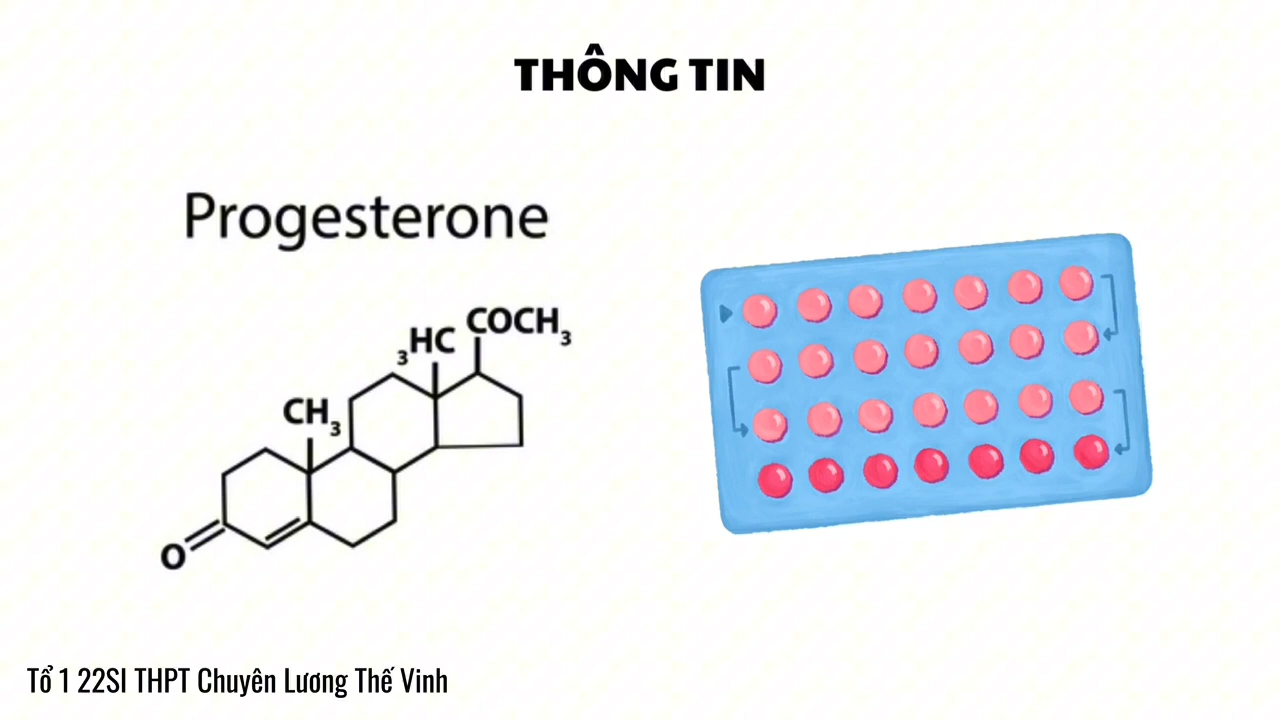 THÔNG TIN
Progesterone
COCH3
3HC
CH3
O
Tổ 1 22SI THPT Chuyên Lương Thế Vinh